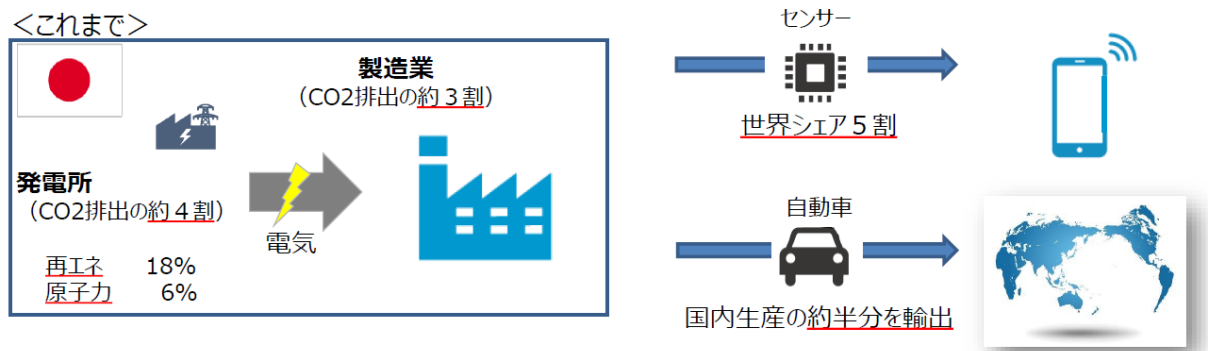 ＜これまで＞
製造業
（CO2排出の約３割）
発電所
（CO2排出の約４割）
電気
再エネ 18%
原子力 6%
センサー
世界シェア５割
自動車
国内生産の約半分を輸出